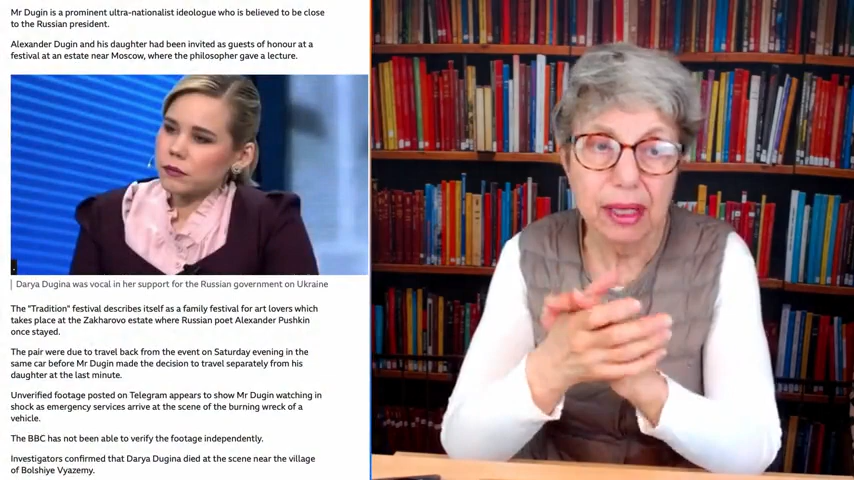 Mr Dugin is a prominent ultra-nationalist ideologue who is believed to be close
to the Russian president.
Alexander Dugin and his daughter had been invited as guests of honour at a
festival at an estate near Moscow, where the philosopher gave a lecture.
Darya Dugina was vocal in her support for the Russian government on Ukraine
The "Tradition" festival describes itself as a family festival for art lovers which
takes place at the Zakharovo estate where Russian poet Alexander Pushkin
once stayed.
The pair were due to travel back from the event on Saturday evening in the
same car before Mr Dugin made the decision to travel separately from his
daughter at the last minute.
Unverified footage posted on Telegram appears to show Mr Dugin watching in
shock as emergency services arrive at the scene of the burning wreck of a
vehicle.
The BBC has not been able to verify the footage independently.
Investigators confirmed that Darya Dugina died at the scene near the village
of Bolshiye Vyazemy.